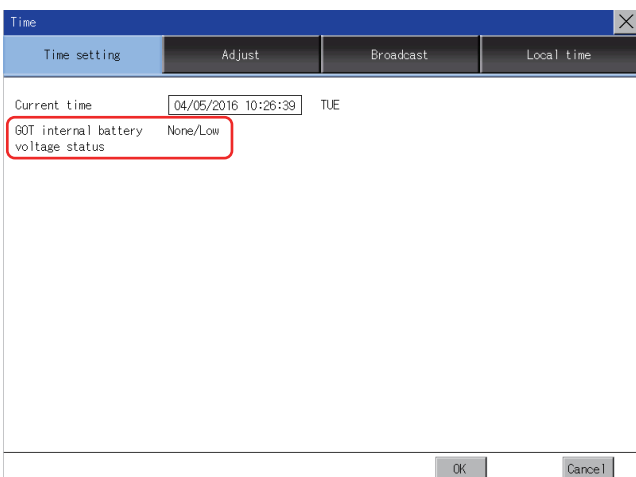 Time
Time setting Adjust Broadcast Local time
Current time 04/05/2016 10:26:39 TUE
GOT internal battery None/Low
voltage status
OK Cancel